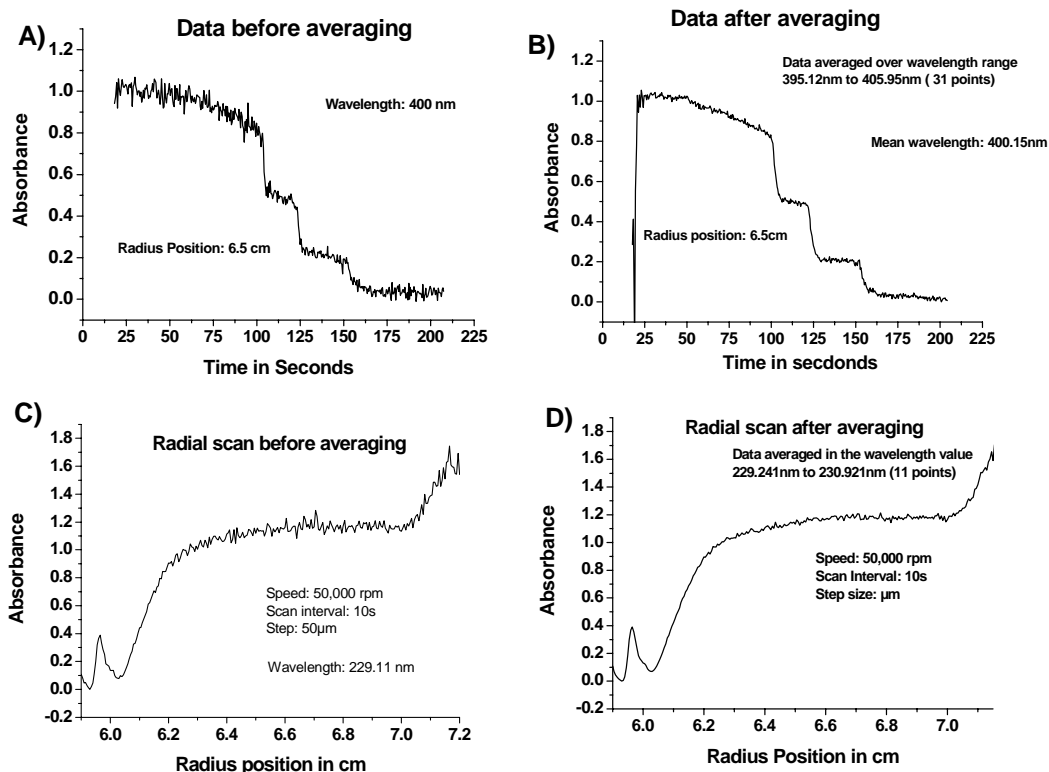 A)
Data before averaging
1.2
1.0
0.8
0.6
0.4
0.2
0.0
Absorbance
Wavelength: 400 nm
Radius Position: 6.5 cm
0 25 50 75 100 125 150 175 200 225
Time in Seconds
B)
Data after averaging
1.2
1.0
0.8
0.6
0.4
0.2
0.0
Absorbance
Data averaged over wavelength range
395.12nm to 405.95nm ( 31 points)
Mean wavelength: 400.15nm
Radius position: 6.5cm
0 25 50 75 100 125 150 175 200 225
Time in secdonds
C)
Radial scan before averaging
1.8
1.6
1.4
1.2
1.0
0.8
0.6
0.4
0.2
0.0
-0.2
Absorbance
Speed: 50,000 rpm
Scan interval: 10s
Step: 50µm
Wavelength: 229.11 nm
6.0 6.2 6.4 6.6 6.8 7.0 7.2
Radius position in cm
D)
Radial scan after averaging
Data averaged in the wavelength value
229.241nm to 230.921nm (11 points)
1.8
1.6
1.4
1.2
1.0
0.8
0.6
0.4
0.2
0.0
-0.2
Absorbance
Speed: 50,000 rpm
Scan Interval: 10s
Step size: µm
6.0 6.2 6.4 6.6 6.8 7.0
Radius Position in cm